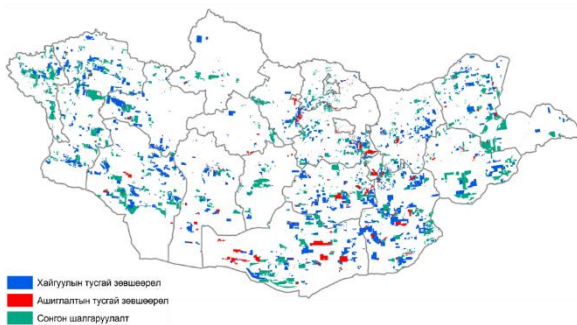 Хайгуулын тусгай зөвшөөрөл
Ашиглалтын тусгай зөвшөөрөл
Сонгон шалгаруулалт